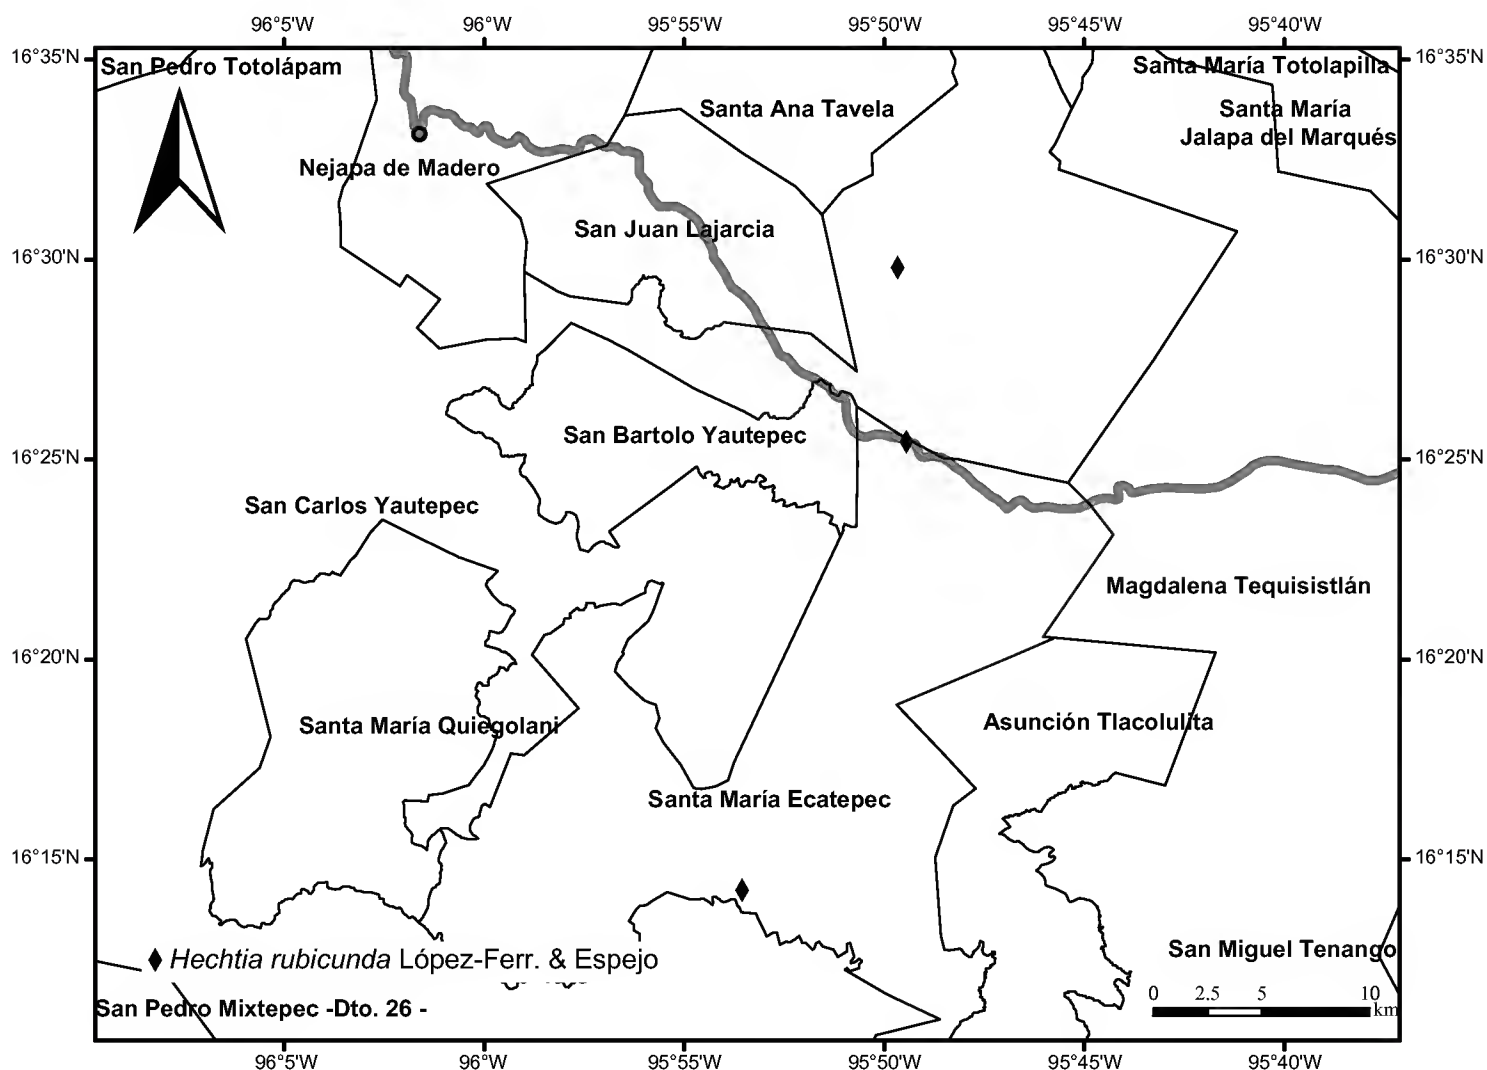 96°5'W 96°W 95°55'W 95°50'W 95°45'W 95°40'W
16°35'N 16°35'N
San Pedro Totolápam
Santa María Totolapilla
Santa Ana Tavela
Santa María
Jalapa del Marqués
Nejapa de Madero
San Juan Lajarcia
16°30'N 16°30'N
San Bartolo Yautepec
16°25'N 16°25'N
San Carlos Yautepec
Magdalena Tequisistlán
16°20'N 16°20'N
Santa María Quiegolani
Asunción Tlacolulita
Santa María Ecatepec
16°15'N 16°15'N
San Miguel Tenango
Hechtia rubicunda López-Ferr. & Espejo
0 2.5 5 10
km
San Pedro Mixtepec -Dto. 26 -
96°5'W 96°W 95°55'W 95°50'W 95°45'W 95°40'W